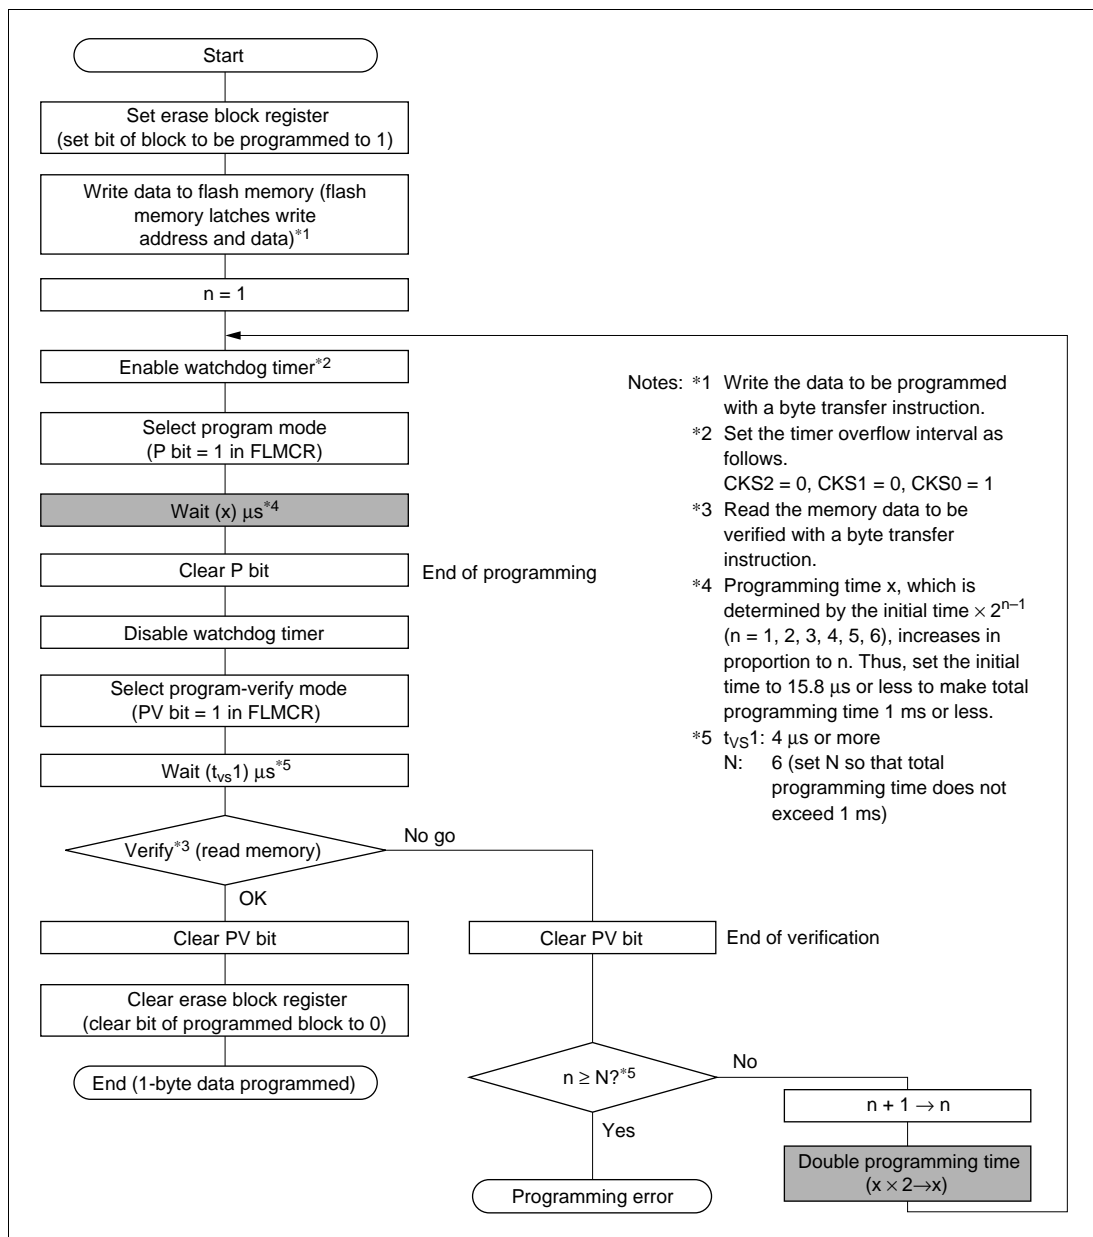 Start
Set erase block register
(set bit of block to be programmed to 1)
Write data to flash memory (flash
memory latches write
address and data)*1
n = 1
Enable watchdog timer*2
Select program mode
(P bit = 1 in FLMCR)
Wait (x) μs*4
Clear P bit
End of programming
Disable watchdog timer
Select program-verify mode
(PV bit = 1 in FLMCR)
Wait (tvs1) μs*5
Verify*3 (read memory)
No go
OK
Clear PV bit
Clear erase block register
(clear bit of programmed block to 0)
End (1-byte data programmed)
Clear PV bit
End of verification
n ≥ N?*5
No
Yes
n + 1 → n
Double programming time
(x × 2→x)
Programming error
Notes: *1 Write the data to be programmed
with a byte transfer instruction.
*2 Set the timer overflow interval as
follows.
CKS2 = 0, CKS1 = 0, CKS0 = 1
*3 Read the memory data to be
verified with a byte transfer
instruction.
*4 Programming time x, which is
determined by the initial time × 2n–1
(n = 1, 2, 3, 4, 5, 6), increases in
proportion to n. Thus, set the initial
time to 15.8 μs or less to make total
programming time 1 ms or less.
*5 tVS1: 4 μs or more
N: 6 (set N so that total
programming time does not
exceed 1 ms)